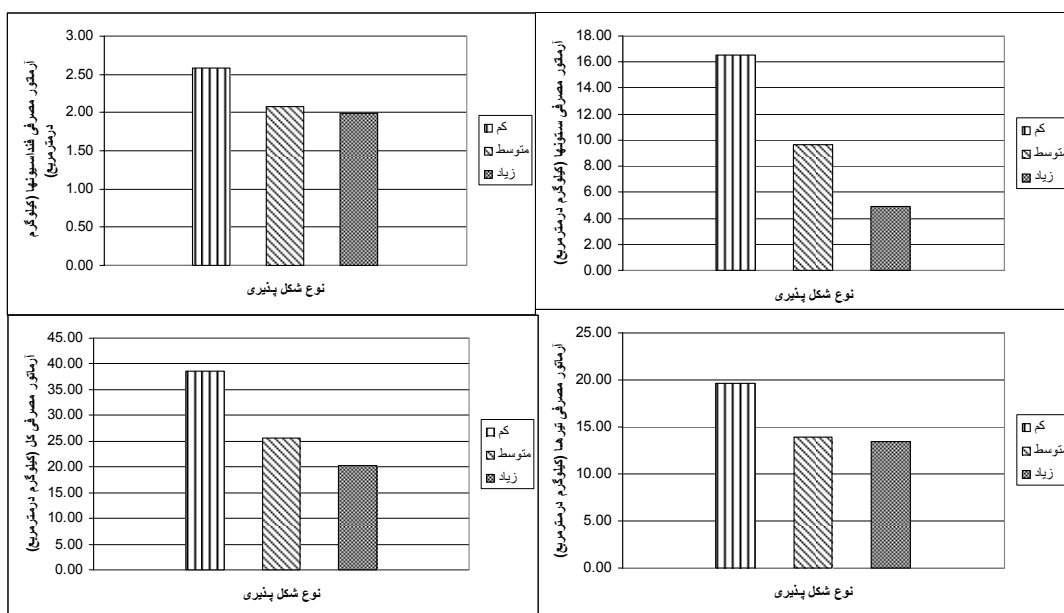 آرماتور مصرفی فنداسیونها (کیلوگرم
درمترمربع)
3.00
2.50
2.00
1.50
1.00
0.50
0.00
کم
متوسط
زیاد
نوع شکل پذیری
آرماتور مصرفی ستونها (کیلوگرم درمترمربع)
18.00
16.00
14.00
12.00
10.00
8.00
6.00
4.00
2.00
0.00
کم
متوسط
زیاد
نوع شکل پذیری
آرماتور مصرفی کل (کیلوگرم درمترمربع)
45.00
40.00
35.00
30.00
25.00
20.00
15.00
10.00
5.00
0.00
کم
متوسط
زیاد
نوع شکل پذیری
آرماتور مصرفی تیرها (کیلوگرم درمترمربع)
25.00
20.00
15.00
10.00
5.00
0.00
کم
متوسط
زیاد
نوع شکل پذیری